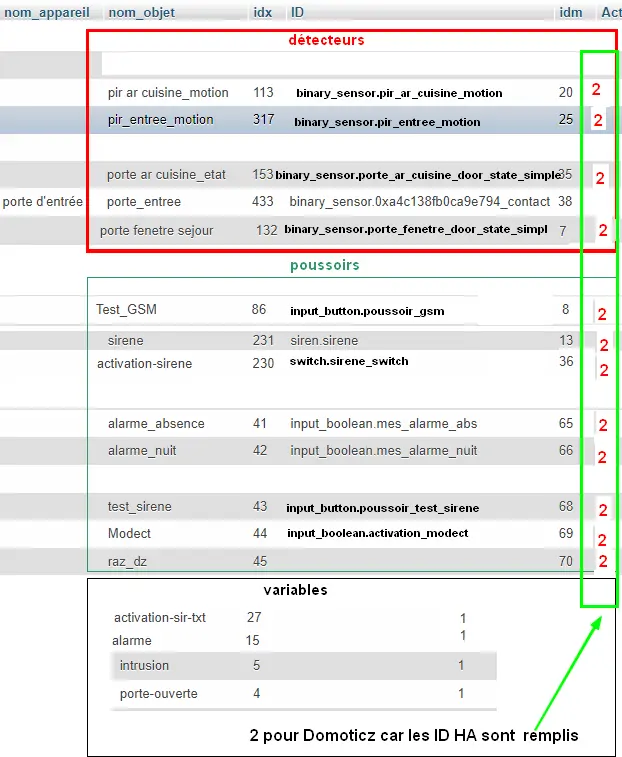 nom_appareil nom_objet idx ID idm Act
détecteurs
pir ar cuisine_motion 113 binary_sensor.pir_ar_cuisine_motion 20 2
pir_entree_motion 317 binary_sensor.pir_entree_motion 25 2
porte ar cuisine_etat 153 binary_sensor.porte_ar_cuisine_door_state_simple 35 2
porte d'entrée porte_entree 433 binary_sensor.0xa4c138fb0ca9e794_contact 38
porte fenetre sejour 132 binary_sensor.porte_fenetre_door_state_simpl 7 2
poussoirs
Test_GSM 86 input_button.poussoir_gsm 8 2
sirene 231 siren.sirene 13 2
activation-sirene 230 switch.sirene_switch 36 2
alarme_absence 41 input_boolean.mes_alarme_abs 65 2
alarme_nuit 42 input_boolean.mes_alarme_nuit 66 2
test_sirene 43 input_button.poussoir_test_sirene 68 2
Modect 44 input_boolean.activation_modect 69 2
raz_dz 45 70 2
variables
activation-sir-txt 27 1
alarme 15 1
intrusion 5 1
porte-ouverte 4 1
2 pour Domoticz car les ID HA sont remplis